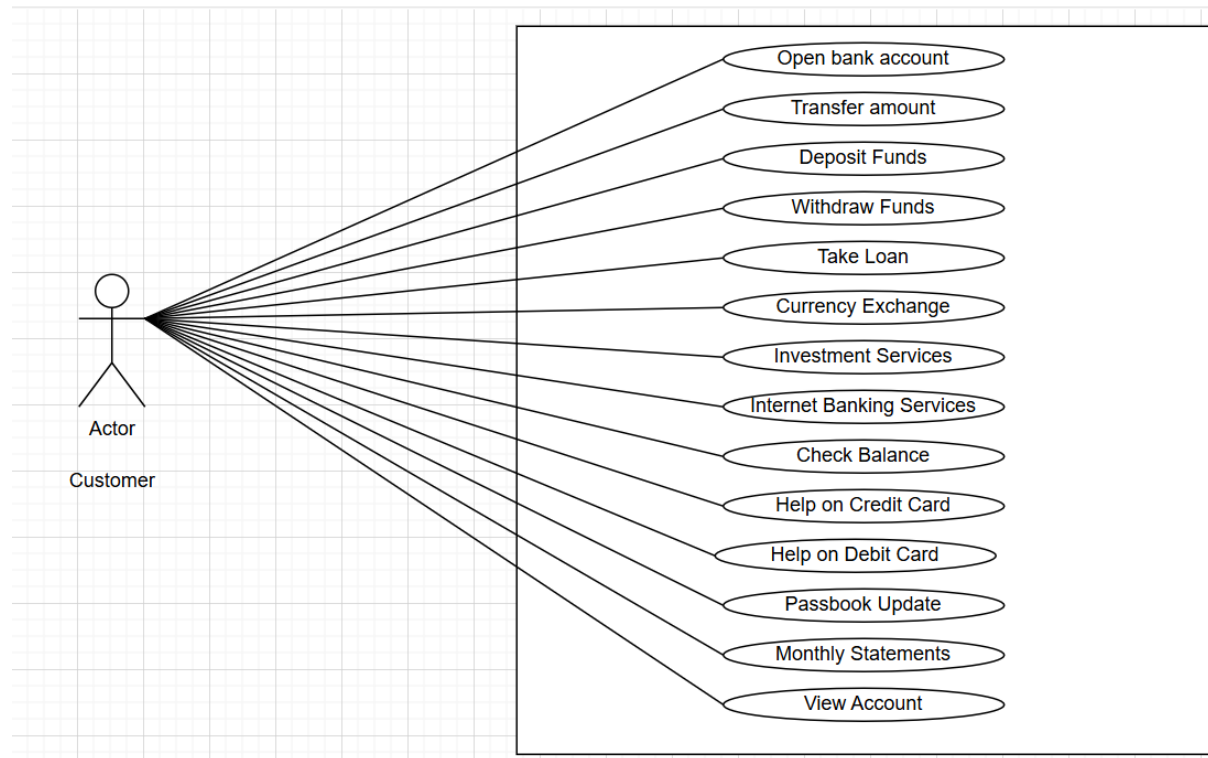 Open bank account
Transfer amount
Deposit Funds
Withdraw Funds
Take Loan
Currency Exchange
Investment Services
Internet Banking Services
Actor
Check Balance
Customer
Help on Credit Card
Help on Debit Card
Passbook Update
Monthly Statements
View Account